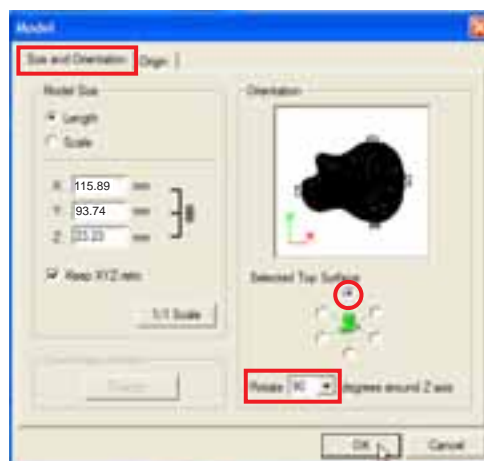 Model
Size and Orientation
Origin
Model Size
Length
Scale
X: 115.89 mm
Y: 93.74 mm
Z: mm
Keep XYZ ratio
1/1 Scale
Orientation
Selected Top Surface
Rotate 90 degrees around Z axis
OK
Cancel